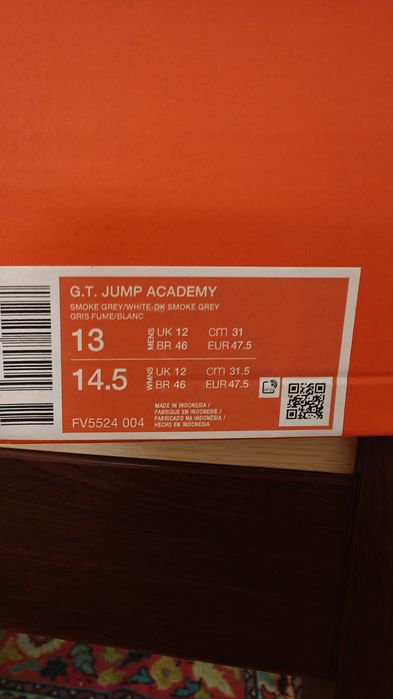 G.T. JUMP ACADEMY
SMOKE GREY/WHITE-DK SMOKE GREY
GRIS FUME/BLANC
13 MENS UK 12 cm 31
BR 46 EUR 47.5
14.5 WMNS UK 12 cm 31.5
BR 46 EUR 47.5
MADE IN INDONESIA /
FABRIQUE EN INDONESIE /
FABRICADO NA INDONÉSIA /
HECHO EN INDONESIA
FV5524 004